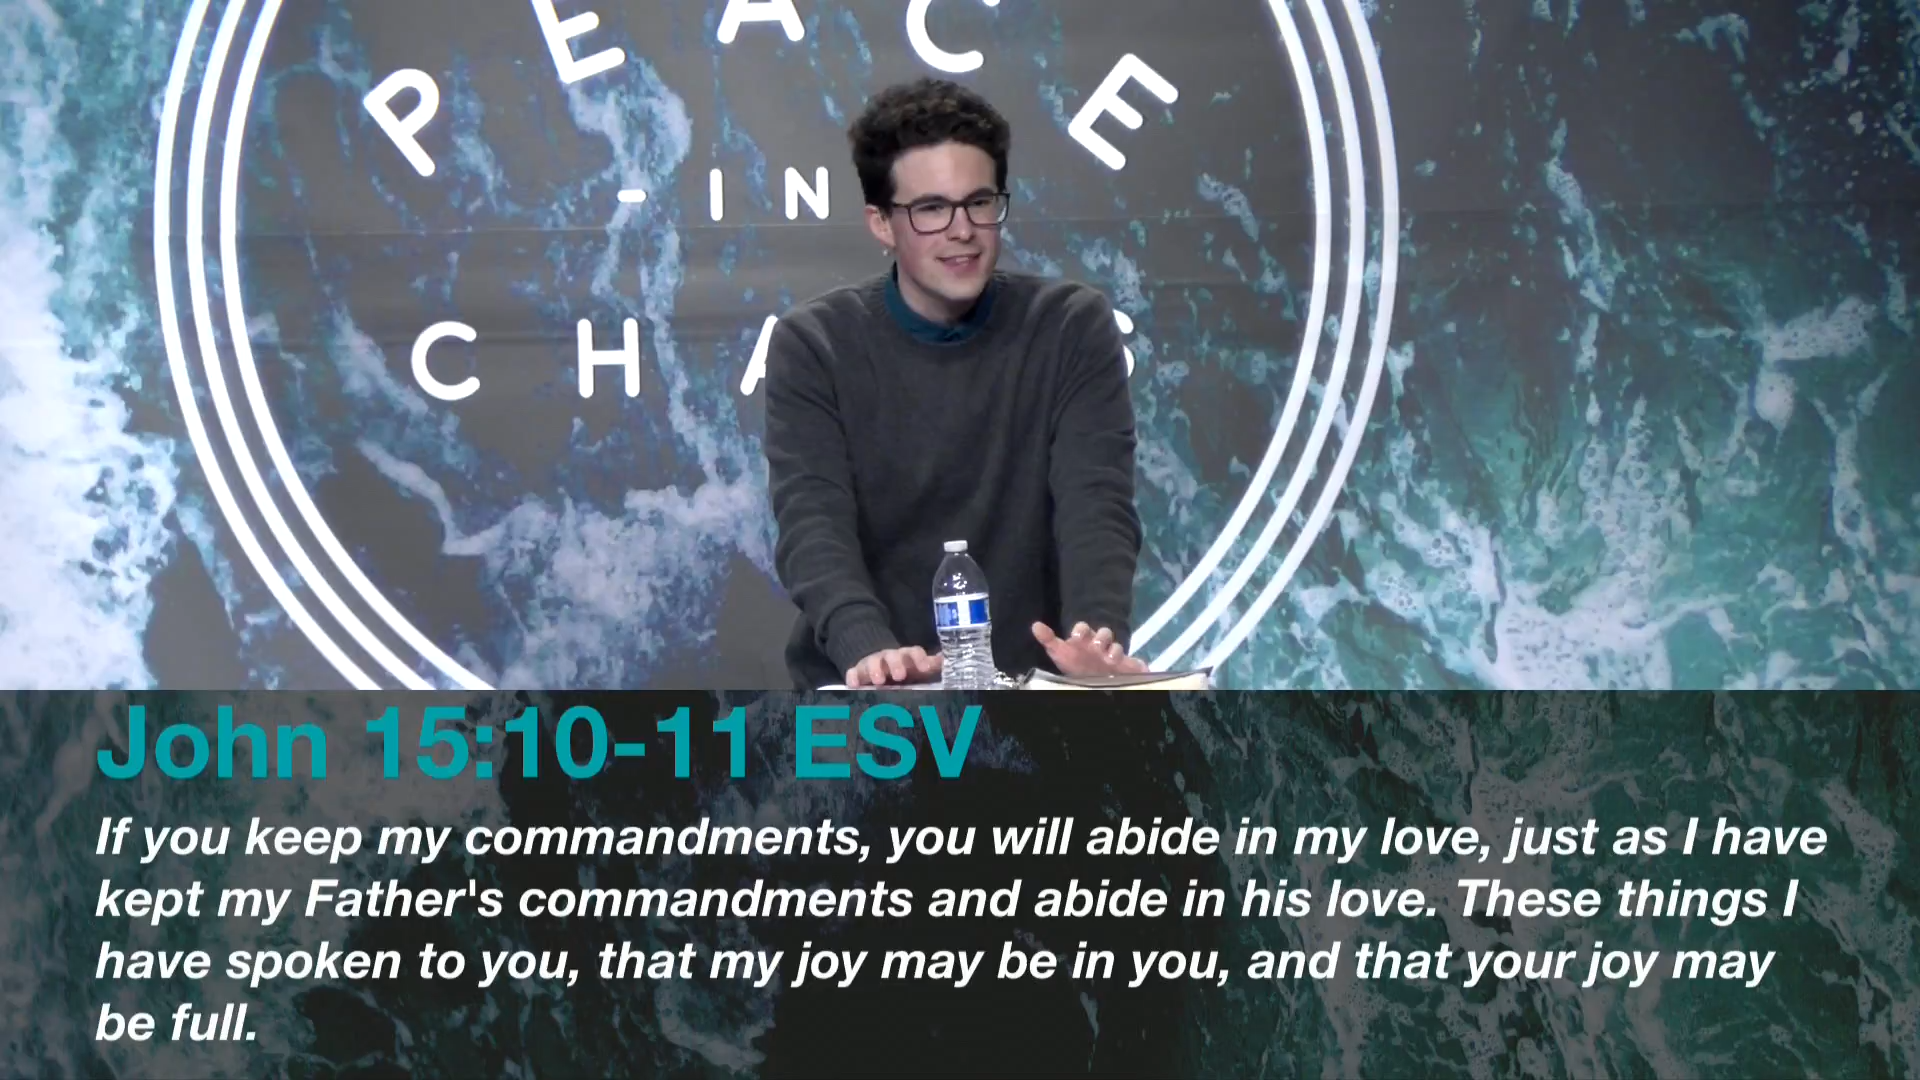 PEACE
- IN
CHA S
John 15:10-11 ESV
If you keep my commandments, you will abide in my love, just as I have
kept my Father's commandments and abide in his love. These things I
have spoken to you, that my joy may be in you, and that your joy may
be full.